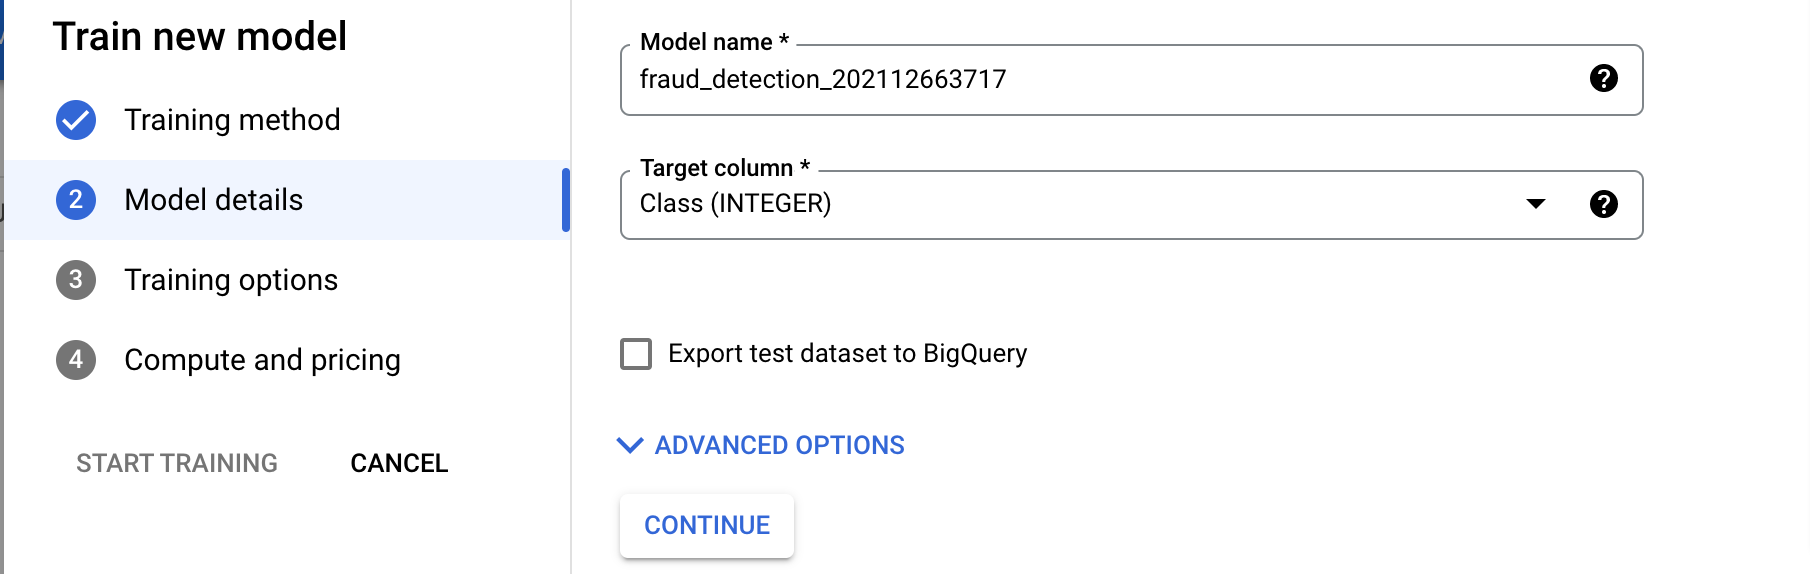 Train new model
Training method
2 Model details
3 Training options
4 Compute and pricing
START TRAINING CANCEL
Model name *
fraud_detection_202112663717
?
Target column *
Class (INTEGER)
?
Export test dataset to BigQuery
ADVANCED OPTIONS
CONTINUE